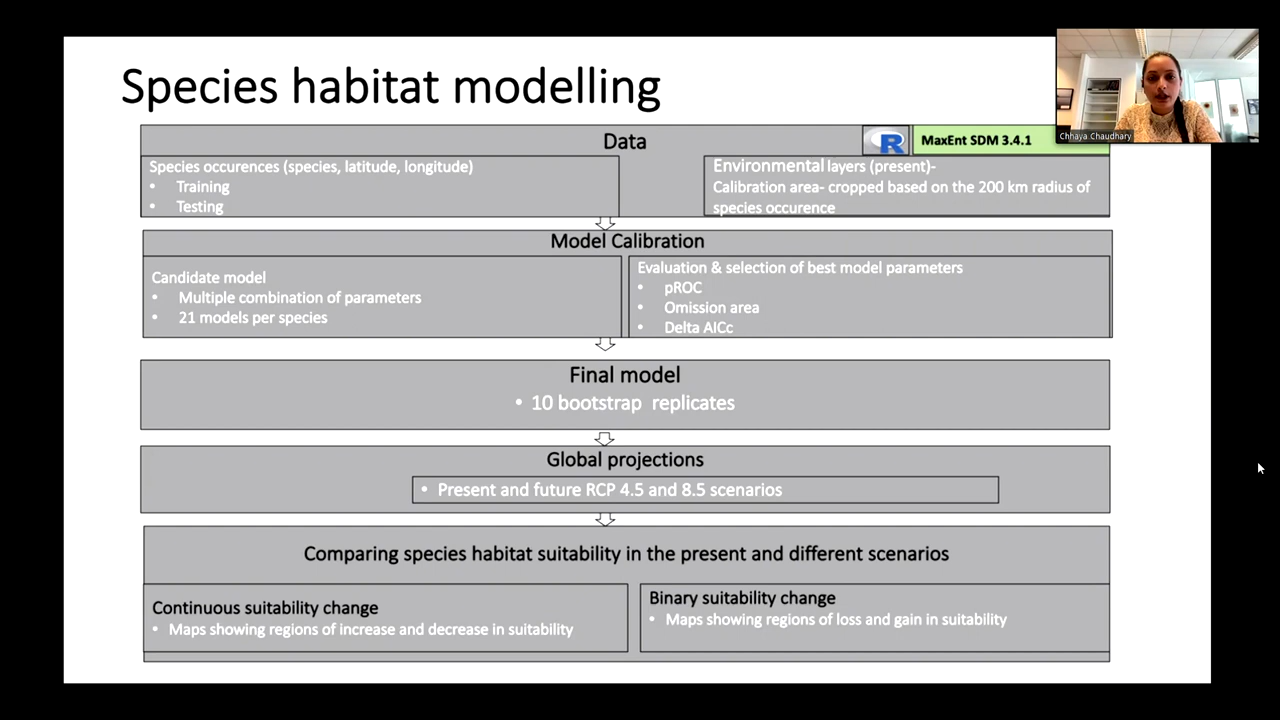 Species habitat modelling
Chhaya Chaudhary
Data
R
MaxEnt SDM 3.4.1
Species occurences (species, latitude, longitude)
• Training
• Testing
Environmental layers (present)-
Calibration area- cropped based on the 200 km radius of
species occurence
Model Calibration
Candidate model
• Multiple combination of parameters
• 21 models per species
Evaluation & selection of best model parameters
• pROC
• Omission area
• Delta AICc
Final model
• 10 bootstrap replicates
Global projections
• Present and future RCP 4.5 and 8.5 scenarios
Comparing species habitat suitability in the present and different scenarios
Continuous suitability change
• Maps showing regions of increase and decrease in suitability
Binary suitability change
• Maps showing regions of loss and gain in suitability